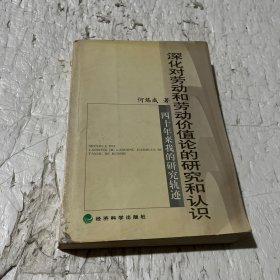 深化对劳动和劳动价值论的研究和认识
四十年来我的研究轨迹
何炼成 著
经济科学出版社